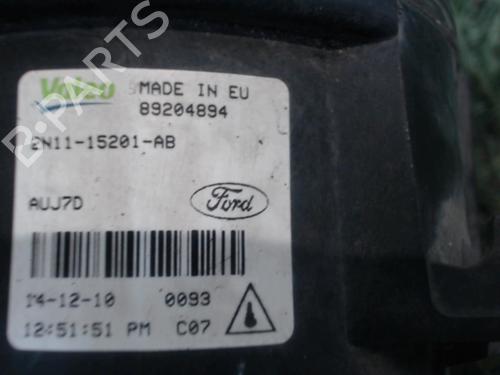 Valeo
MADE IN EU
89204894
2N11-15201-AB
AUJ7D
Ford
14-12-10 0093
12:51:51 PM C07
B-PARTS